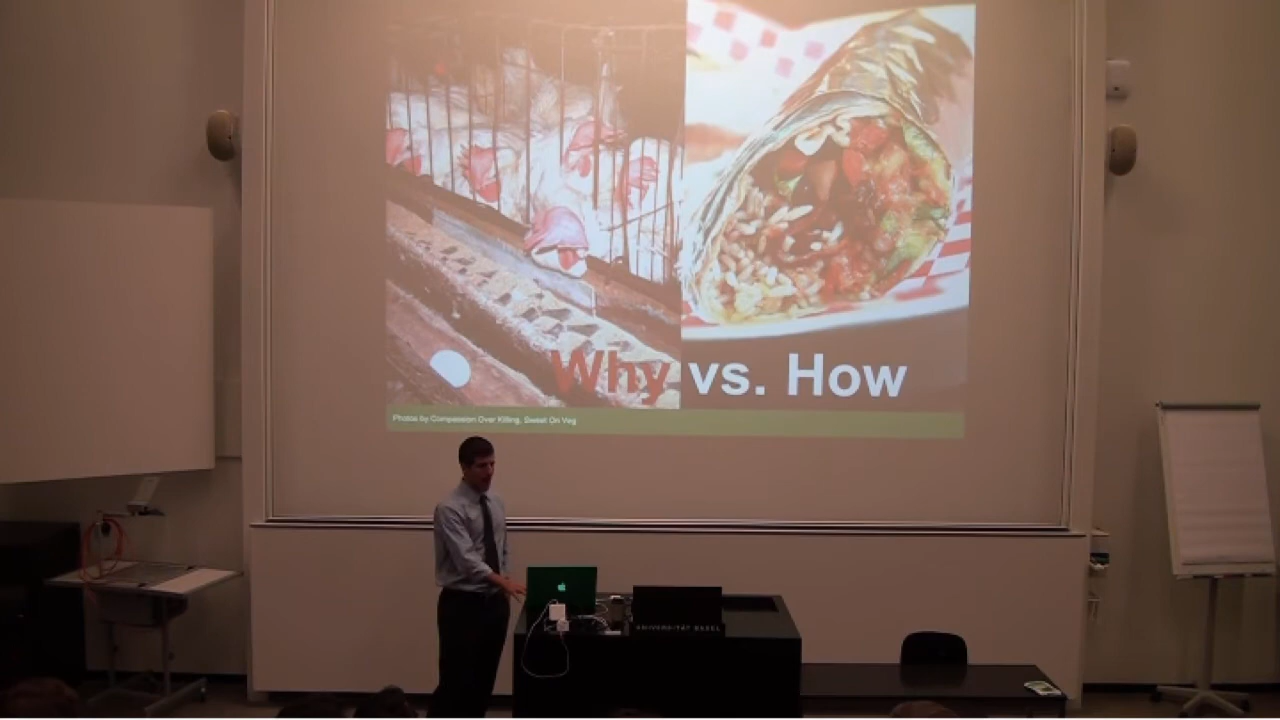 Why vs. How
Photos by Compassion Over Killing, Sweet On Veg
UNIVERSITÄT BASEL